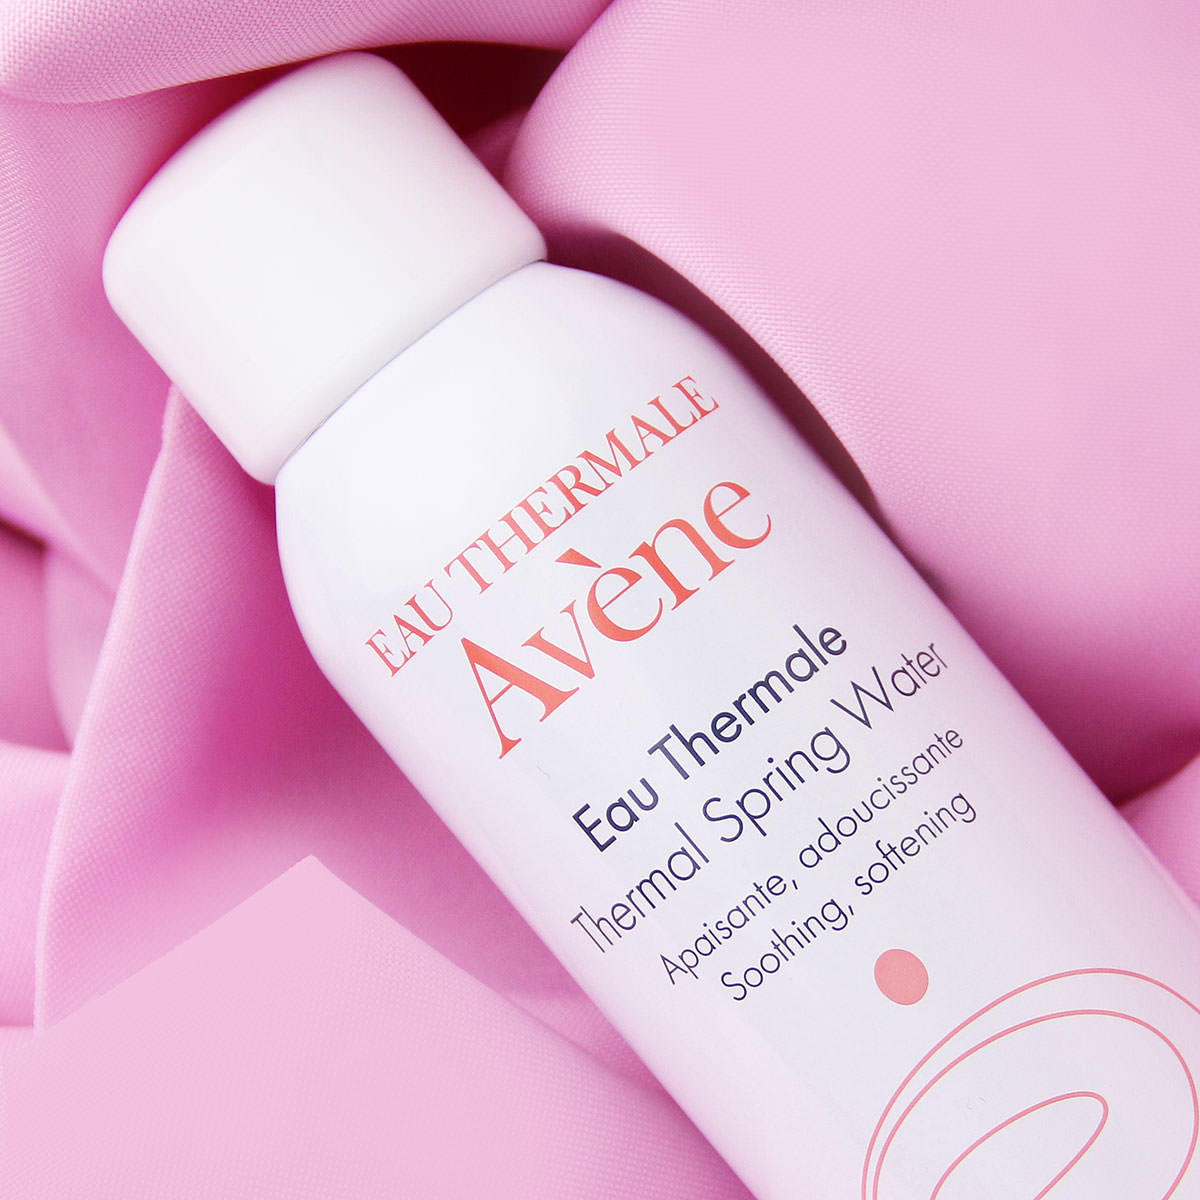 EAU THERMALE
Avène
Eau Thermale
Thermal Spring Water
Apaisante, adoucissante
Soothing, softening